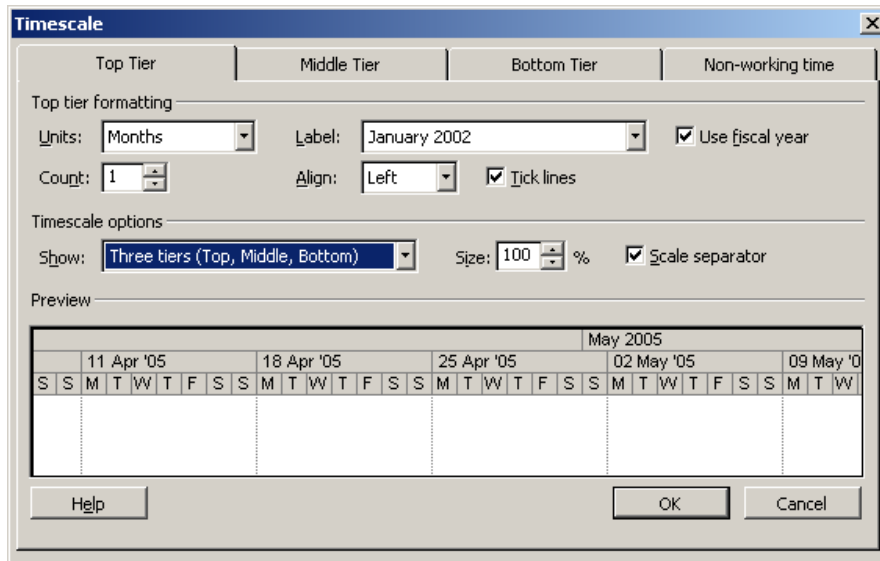 Timescale
Top Tier Middle Tier Bottom Tier Non-working time
Top tier formatting
Units: Months Label: January 2002 Use fiscal year
Count: 1 Align: Left Tick lines
Timescale options
Show: Three tiers (Top, Middle, Bottom) Size: 100 % Scale separator
Preview
May 2005
11 Apr '05 18 Apr '05 25 Apr '05 02 May '05 09 May '0
S S M T W T F S S M T W T F S S M T W T F S S M T W T F S S M T W
Help OK Cancel